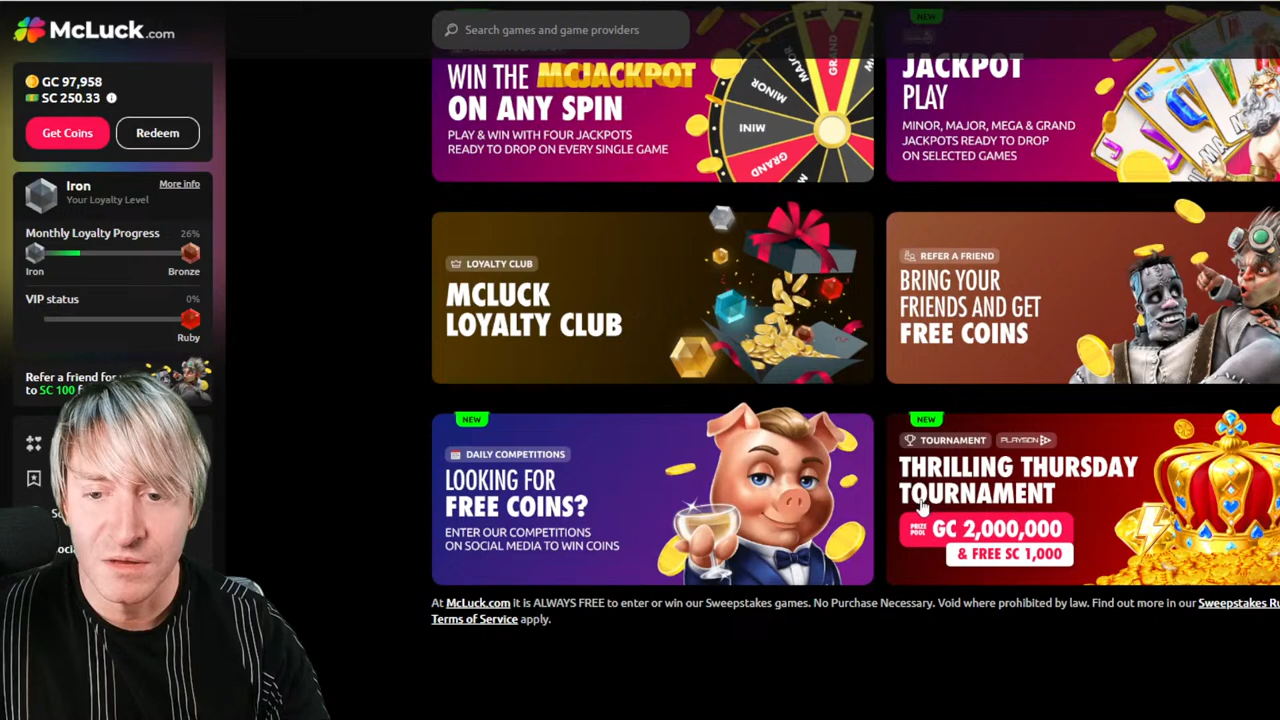 McLuck.com
GC 97,958
SC 250.33
Get Coins
Redeem
Iron
More info
Your Loyalty Level
Monthly Loyalty Progress 26%
Iron
Bronze
VIP status 0%
Ruby
Refer a friend for
to SC 100
Search games and game providers
WIN THE MCJACKPOT
ON ANY SPIN
PLAY & WIN WITH FOUR JACKPOTS
READY TO DROP ON EVERY SINGLE GAME
MAJOR
GRAND
MINOR
MINI
GRAND
NEW
JACKPOT
PLAY
MINOR, MAJOR, MEGA & GRAND
JACKPOTS READY TO DROP
ON SELECTED GAMES
LOYALTY CLUB
MCLUCK
LOYALTY CLUB
REFER A FRIEND
BRING YOUR
FRIENDS AND GET
FREE COINS
NEW
DAILY COMPETITIONS
LOOKING FOR
FREE COINS?
ENTER OUR COMPETITIONS
ON SOCIAL MEDIA TO WIN COINS
NEW
TOURNAMENT PLAYSON
THRILLING THURSDAY
TOURNAMENT
PRIZE
POOL
GC 2,000,000
& FREE SC 1,000
At McLuck.com it is ALWAYS FREE to enter or win our Sweepstakes games. No Purchase Necessary. Void where prohibited by law. Find out more in our Sweepstakes Ru
Terms of Service apply.